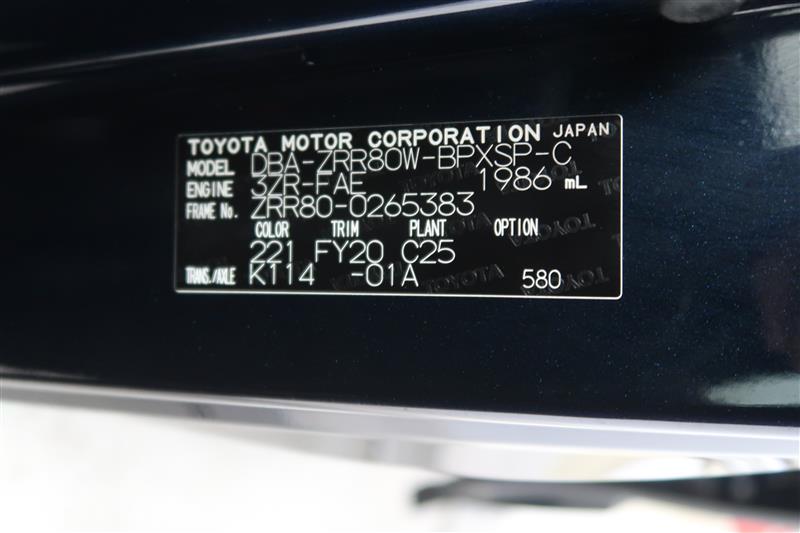 TOYOTA MOTOR CORPORATION JAPAN
MODEL DBA-ZRR80W-BPXSP-C
ENGINE 3ZR-FAE 1986 mL
FRAME No. ZRR80-0265383
COLOR TRIM PLANT OPTION
221 FY20 C25
TRANS./AXLE K114 -01A 580